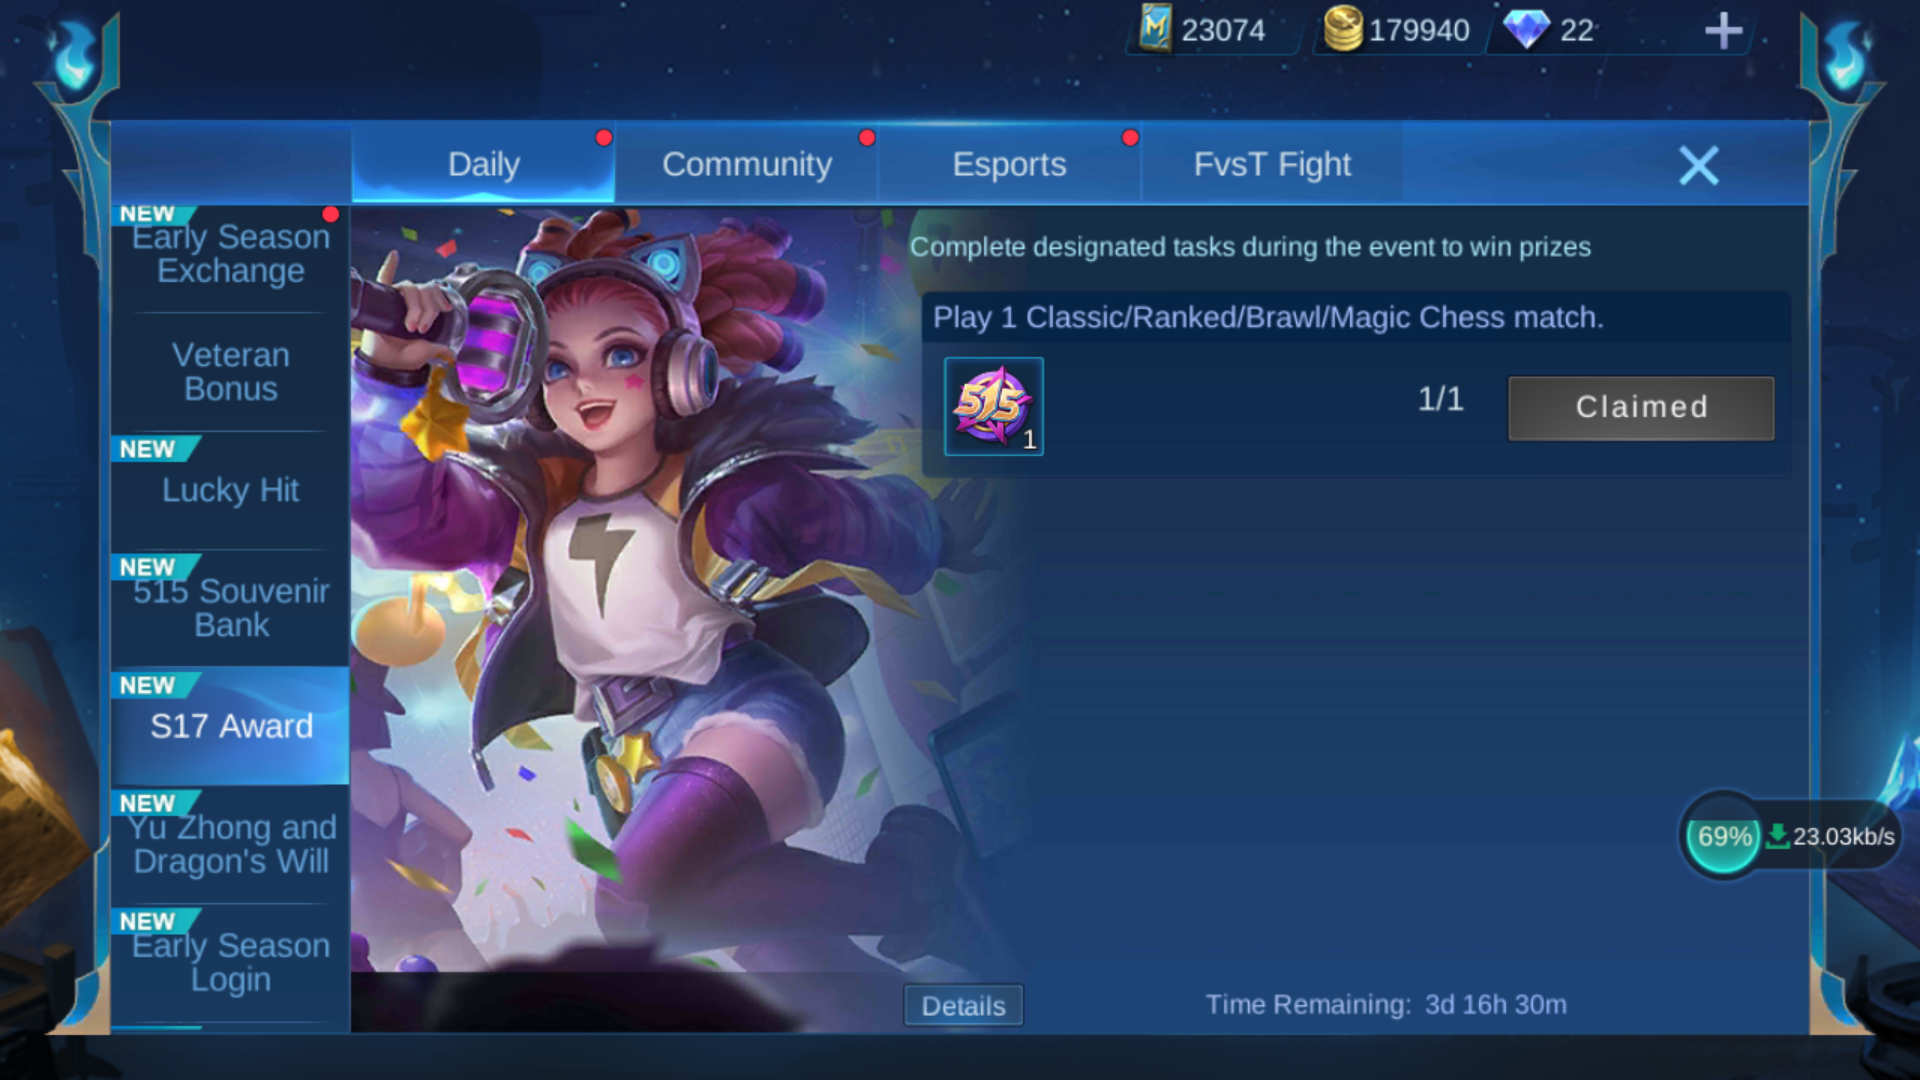 23074
179940
22
Daily
Community
Esports
FvsT Fight
NEW
Early Season
Exchange
Veteran
Bonus
NEW
Lucky Hit
NEW
515 Souvenir
Bank
NEW
S17 Award
NEW
Yu Zhong and
Dragon's Will
NEW
Early Season
Login
Complete designated tasks during the event to win prizes
Play 1 Classic/Ranked/Brawl/Magic Chess match.
515
1
1/1
Claimed
69%
23.03kb/s
Details
Time Remaining: 3d 16h 30m